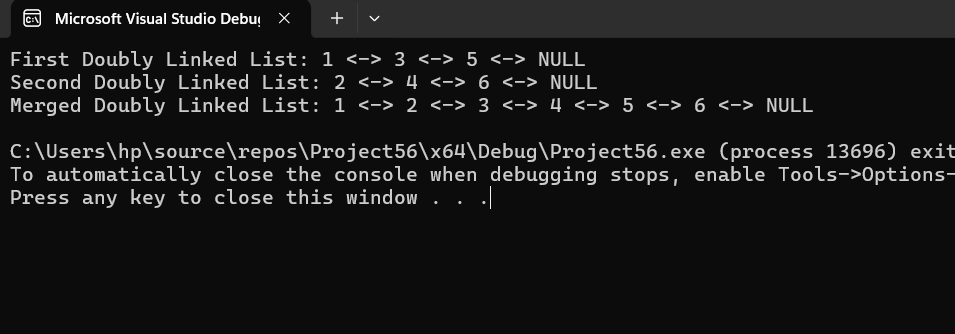 Microsoft Visual Studio Debu
First Doubly Linked List: 1 <-> 3 <-> 5 <-> NULL
Second Doubly Linked List: 2 <-> 4 <-> 6 <-> NULL
Merged Doubly Linked List: 1 <-> 2 <-> 3 <-> 4 <-> 5 <-> 6 <-> NULL
C:\Users\hp\source\repos\Project56\x64\Debug\Project56.exe (process 13696) exit
To automatically close the console when debugging stops, enable Tools->Options-
Press any key to close this window . . .